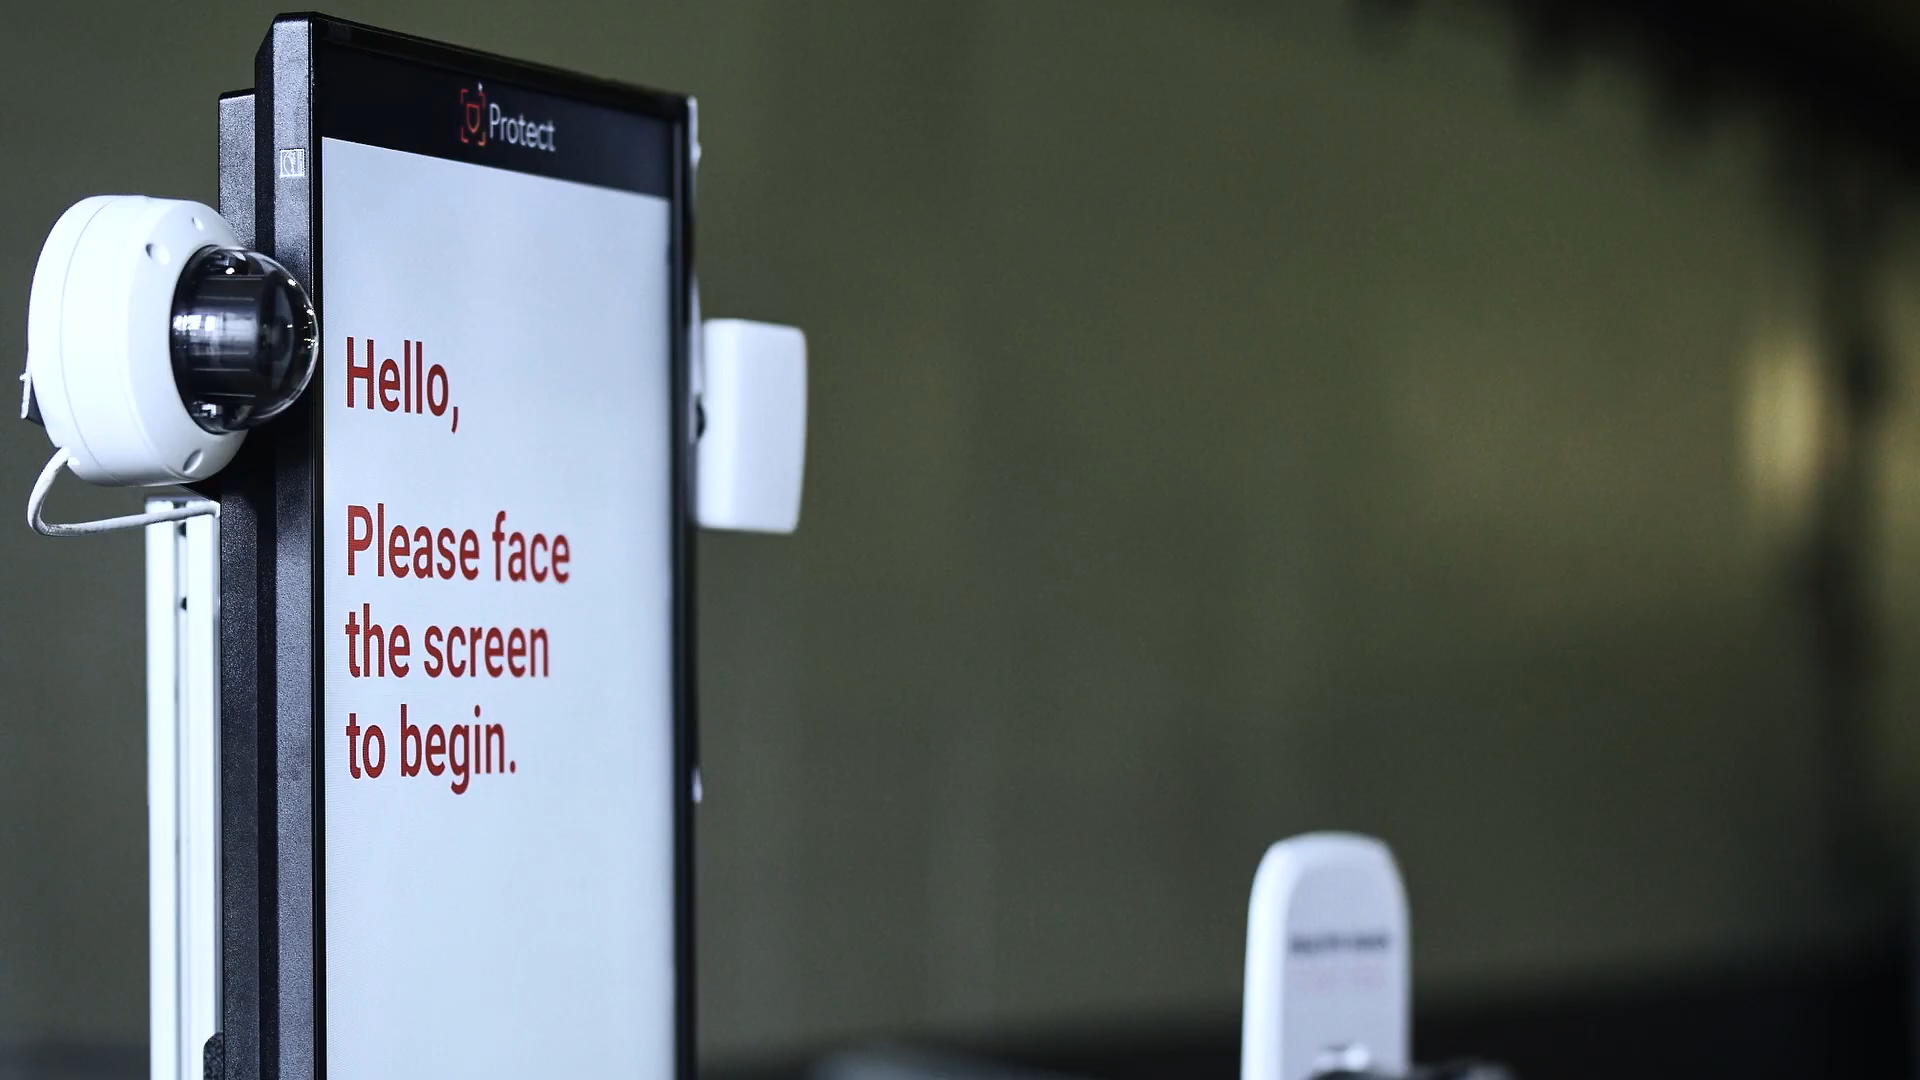 Protect
Hello,
Please face
the screen
to begin.